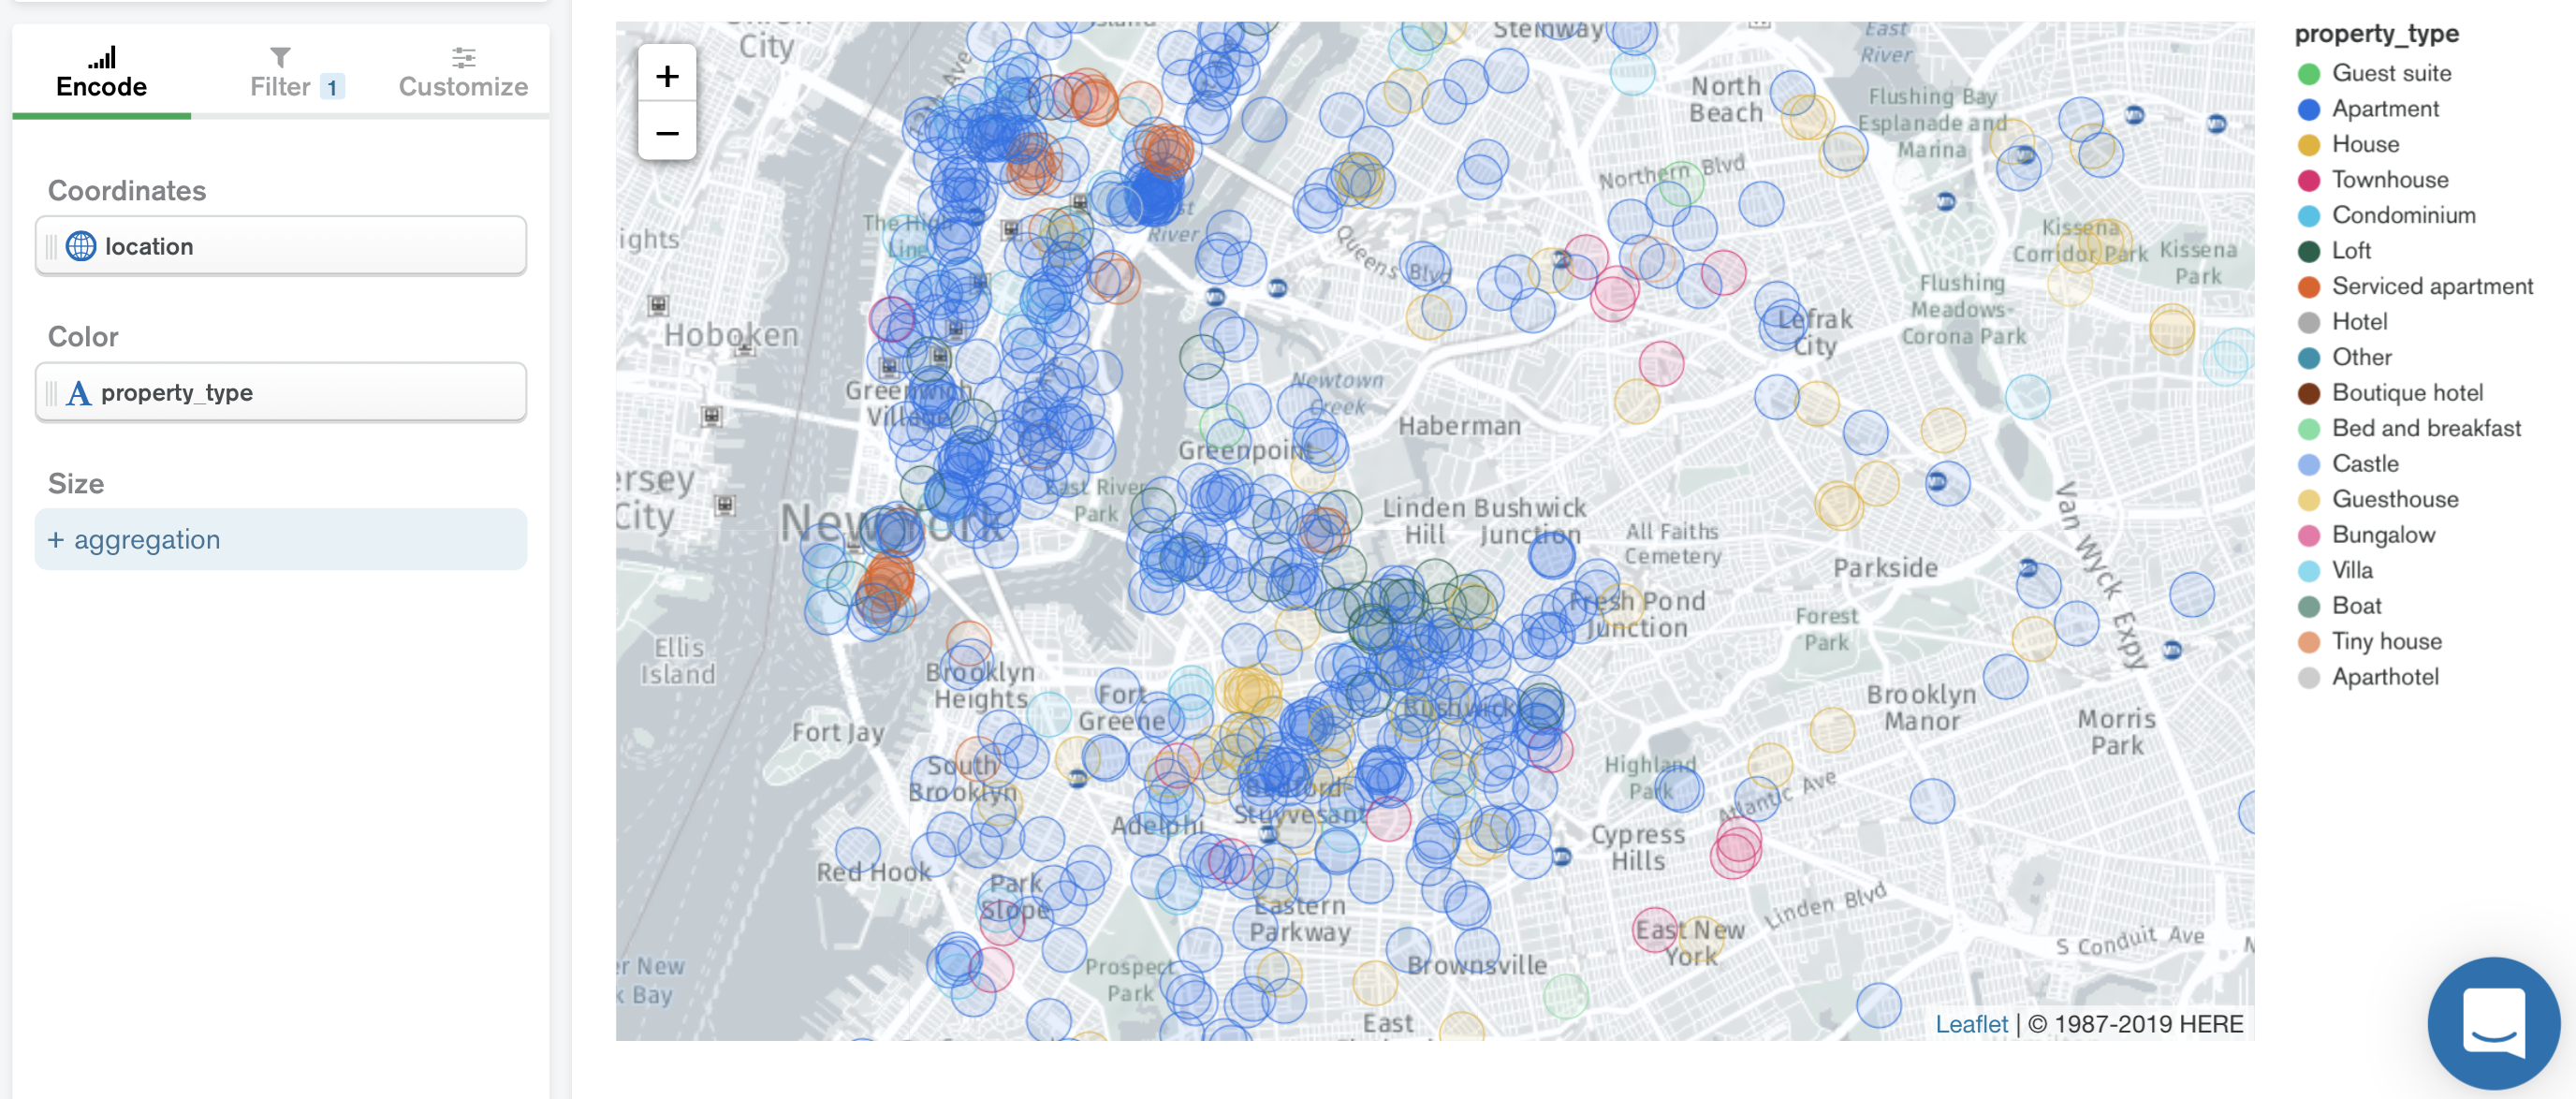 Encode
Filter 1
Customize
Coordinates
location
Color
A property_type
Size
+ aggregation
+
−
City
Island
Steinway
East
River
North
Beach
Flushing Bay
Esplanade and
Marina
Northern Blvd
The High
Line
River
Queens Blvd
Kissena
Corridor Park
Kissena
Park
Flushing
Meadows-
Corona Park
Hoboken
Lefrak
City
Greenwich
Village
Newtown
Creek
Haberman
Greenpoint
East River
Park
New York
Linden
Hill
Bushwick
Junction
All Faiths
Cemetery
Van Wyck Expy
Parkside
Fresh Pond
Junction
Forest
Park
Ellis
Island
Brooklyn
Heights
Fort
Greene
Bushwick
Brooklyn
Manor
Morris
Park
Fort Jay
South
Brooklyn
Highland
Park
Atlantic Ave
Adelphi
Stuyvesant
Cypress
Hills
Red Hook
Park
Slope
Eastern
Parkway
Linden Blvd
East New
York
S Conduit Ave
Brownsville
Prospect
Park
East
Leaflet | © 1987-2019 HERE
property_type
Guest suite
Apartment
House
Townhouse
Condominium
Loft
Serviced apartment
Hotel
Other
Boutique hotel
Bed and breakfast
Castle
Guesthouse
Bungalow
Villa
Boat
Tiny house
Aparthotel